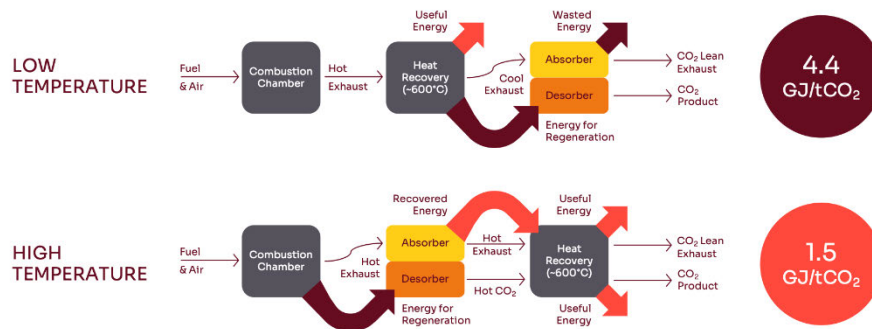 LOW
TEMPERATURE
Fuel
& Air
Combustion
Chamber
Hot
Exhaust
Useful
Energy
Heat
Recovery
(~600°C)
Cool
Exhaust
Wasted
Energy
Absorber
Desorber
Energy for
Regeneration
CO₂ Lean
Exhaust
CO₂
Product
4.4
GJ/tCO₂
HIGH
TEMPERATURE
Fuel
& Air
Combustion
Chamber
Hot
Exhaust
Recovered
Energy
Absorber
Desorber
Energy for
Regeneration
Hot
Exhaust
Hot CO₂
Useful
Energy
Heat
Recovery
(~600°C)
Useful
Energy
CO₂ Lean
Exhaust
CO₂
Product
1.5
GJ/tCO₂